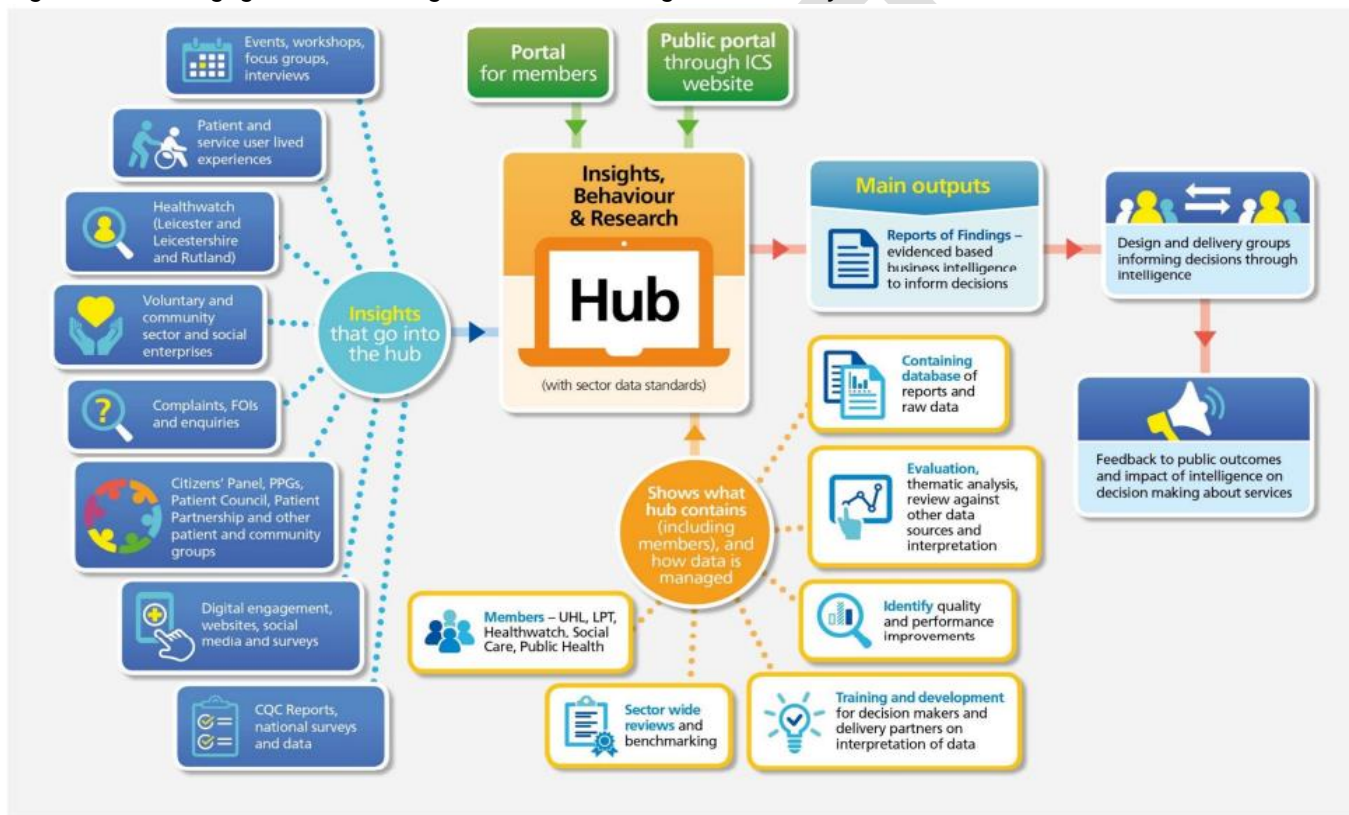 Events, workshops,
focus groups,
interviews
Patient and
service user lived
experiences
Healthwatch
(Leicester and
Leicestershire
and Rutland)
Voluntary and
community
sector and social
enterprises
Complaints, FOIs
and enquiries
Citizens' Panel, PPGs,
Patient Council, Patient
Partnership and other
patient and community
groups
Digital engagement,
websites, social
media and surveys
CQC Reports,
national surveys
and data
Insights
that go into
the hub
Portal
for members
Public portal
through ICS
website
Insights,
Behaviour
& Research
Hub
(with sector data standards)
Main outputs
Reports of Findings –
evidenced based
business intelligence
to inform decisions
Design and delivery groups
informing decisions through
intelligence
Feedback to public outcomes
and impact of intelligence on
decision making about services
Shows what
hub contains
(including
members), and
how data is
managed
Containing
database of
reports and
raw data
Evaluation,
thematic analysis,
review against
other data
sources and
interpretation
Identify quality
and performance
improvements
Training and development
for decision makers and
delivery partners on
interpretation of data
Sector wide
reviews and
benchmarking
Members – UHL, LPT,
Healthwatch, Social
Care, Public Health